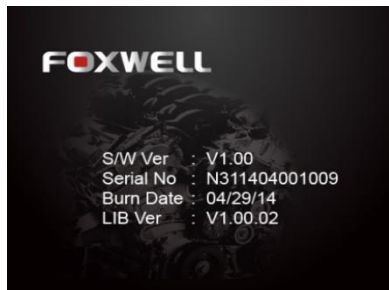 FOXWELL
S/W Ver : V1.00
Serial No : N311404001009
Burn Date : 04/29/14
LIB Ver : V1.00.02